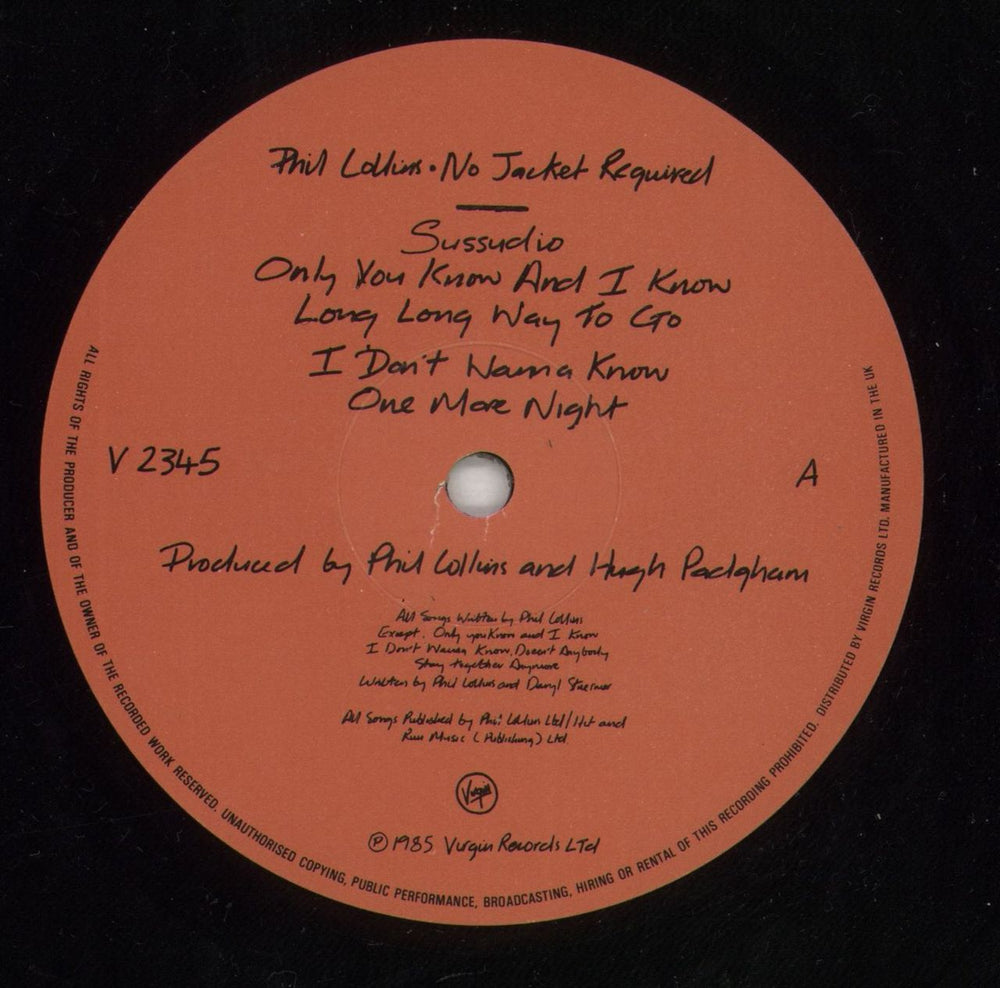 Phil Collins · No Jacket Required
Sussudio
Only You Know And I Know
Long Long Way To Go
I Don't Wanna Know
One More Night
V 2345
A
Produced by Phil Collins and Hugh Padgham
All Songs Written by Phil Collins
Except. Only you Know and I Know
I Don't Wanna Know, Doesn't Anybody
Stay together Anymore
Written by Phil Collins and Daryl Stuermer
All Songs Published by Phil Collins Ltd/Hit and
Run Music (Publishing) Ltd.
Virgin
℗ 1985 Virgin Records LTd
ALL RIGHTS OF THE PRODUCER AND OF THE OWNER OF THE RECORDED WORK RESERVED. UNAUTHORISED COPYING, PUBLIC PERFORMANCE, BROADCASTING, HIRING OR RENTAL OF THIS RECORDING PROHIBITED. DISTRIBUTED BY VIRGIN RECORDS LTD. MANUFACTURED IN THE UK